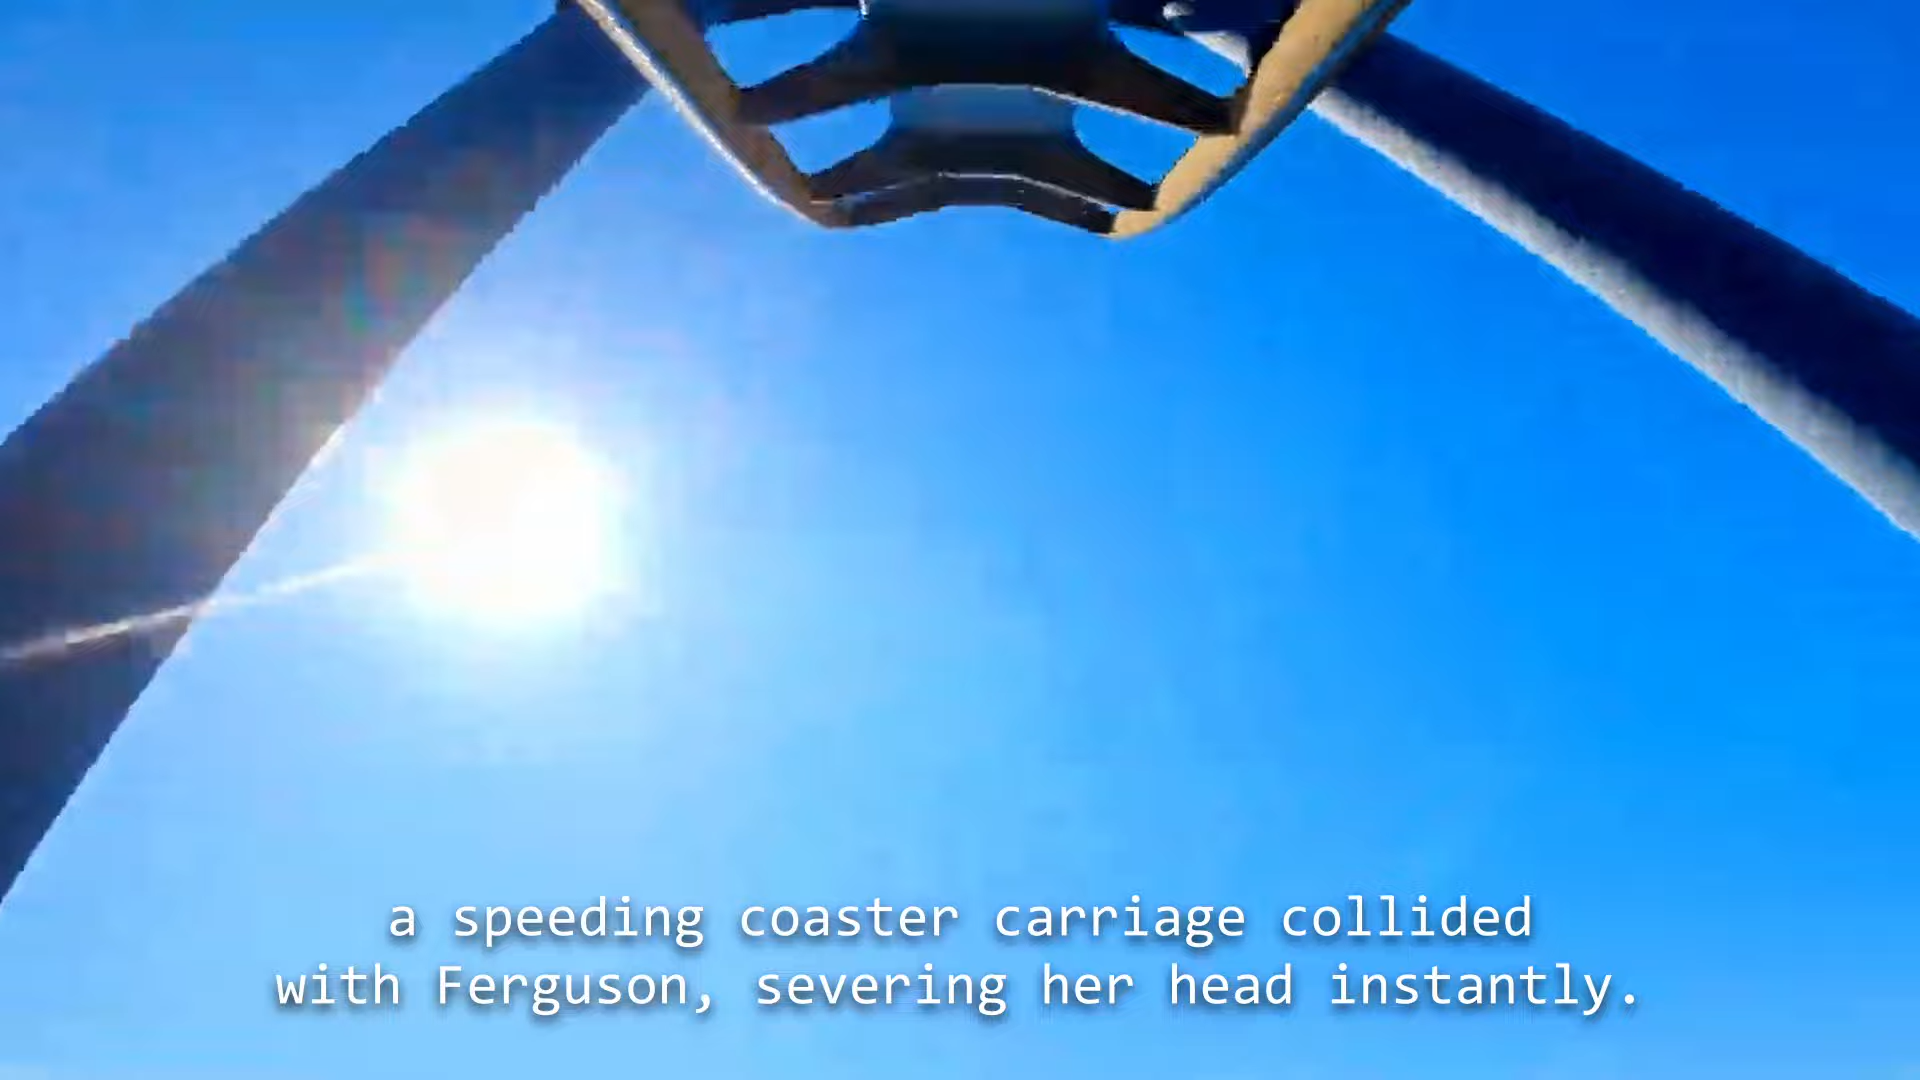 a speeding coaster carriage collided
with Ferguson, severing her head instantly.